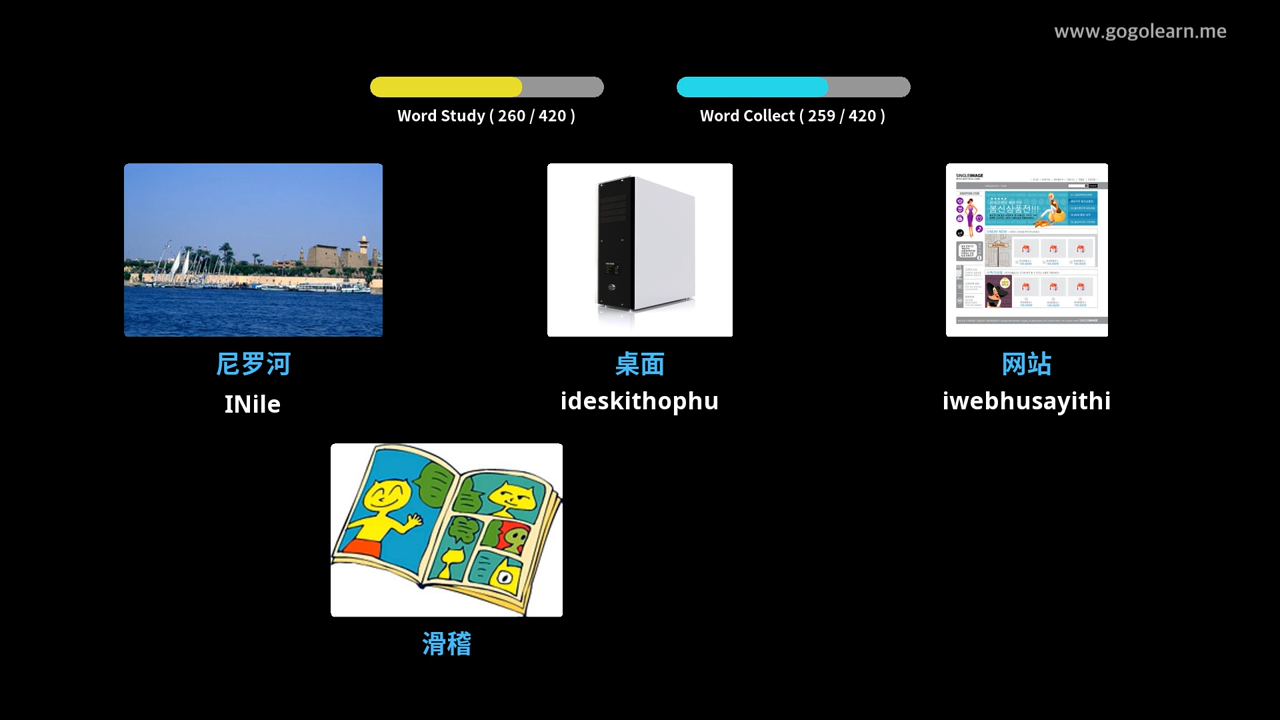 www.gogolearn.me
Word Study ( 260 / 420 )
Word Collect ( 259 / 420 )
尼罗河
INile
桌面
ideskithophu
网站
iwebhusayithi
滑稽